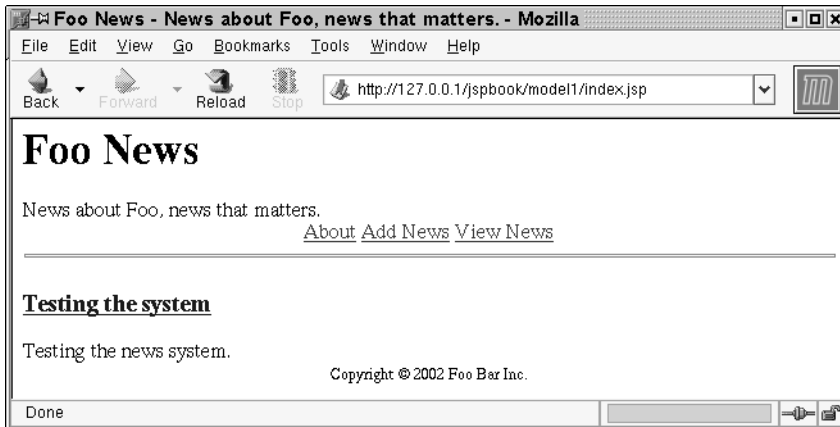 Foo News - News about Foo, news that matters. - Mozilla
File Edit View Go Bookmarks Tools Window Help
Back Forward Reload Stop http://127.0.0.1/jspbook/model1/index.jsp
Foo News
News about Foo, news that matters.
About Add News View News
Testing the system
Testing the news system.
Copyright © 2002 Foo Bar Inc.
Done